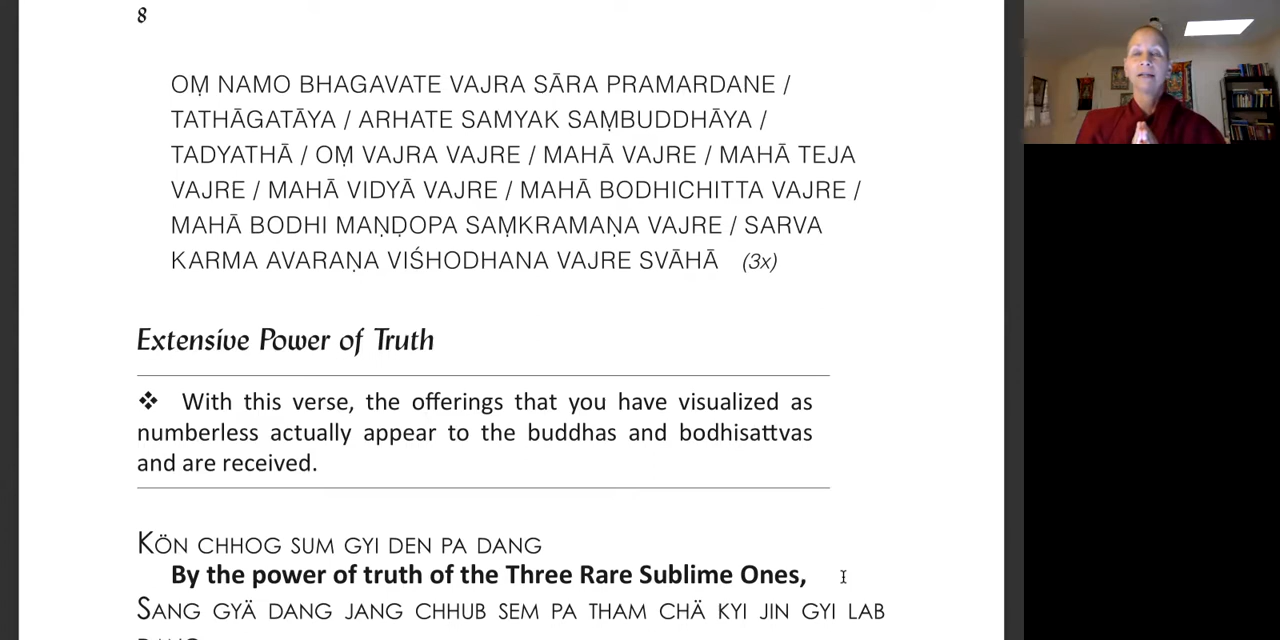 8
OṂ NAMO BHAGAVATE VAJRA SĀRA PRAMARDANE /
TATHĀGATĀYA / ARHATE SAMYAK SAṂBUDDHĀYA /
TADYATHĀ / OṂ VAJRA VAJRE / MAHĀ VAJRE / MAHĀ TEJA
VAJRE / MAHĀ VIDYĀ VAJRE / MAHĀ BODHICHITTA VAJRE /
MAHĀ BODHI MAṆḌOPA SAṂKRAMAṆA VAJRE / SARVA
KARMA AVARAṆA VIŚHODHANA VAJRE SVĀHĀ (3x)
Extensive Power of Truth
❖ With this verse, the offerings that you have visualized as
numberless actually appear to the buddhas and bodhisattvas
and are received.
KÖN CHHOG SUM GYI DEN PA DANG
By the power of truth of the Three Rare Sublime Ones,
SANG GYÄ DANG JANG CHHUB SEM PA THAM CHÄ KYI JIN GYI LAB